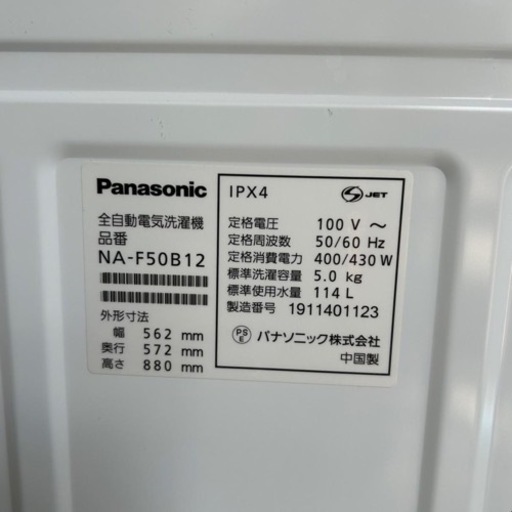 Panasonic
全自動電気洗濯機
品番
NA-F50B12
外形寸法
幅 562 mm
奥行 572 mm
高さ 880 mm
IPX4
S JET
定格電圧 100 V ～
定格周波数 50/60 Hz
定格消費電力 400/430 W
標準洗濯容量 5.0 kg
標準使用水量 114 L
製造番号 1911401123
PS E パナソニック株式会社
中国製